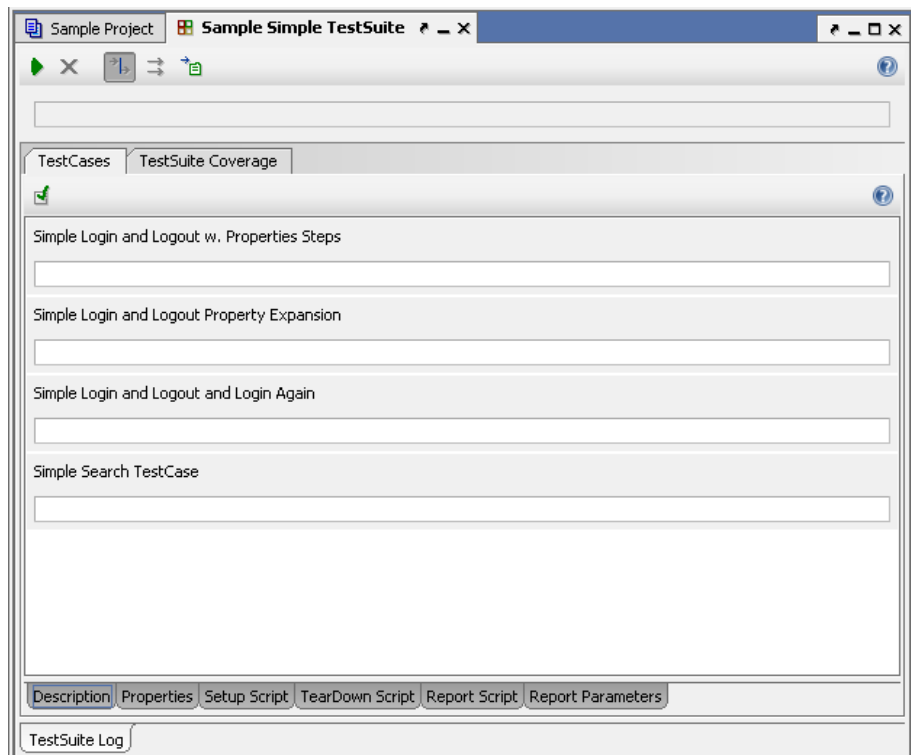 Sample Project Sample Simple TestSuite
TestCases TestSuite Coverage
Simple Login and Logout w. Properties Steps
Simple Login and Logout Property Expansion
Simple Login and Logout and Login Again
Simple Search TestCase
Description Properties Setup Script TearDown Script Report Script Report Parameters
TestSuite Log